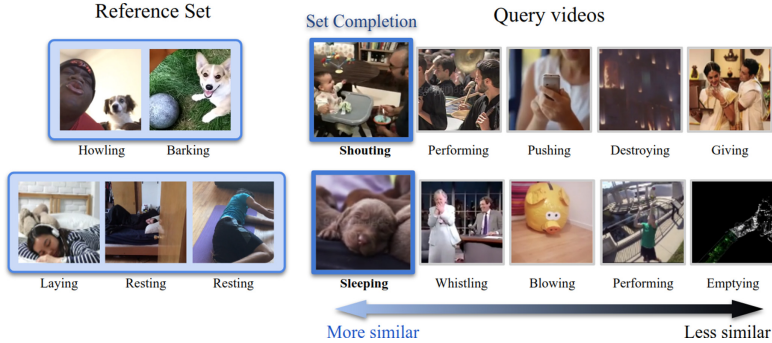 Reference Set
Set Completion
Query videos
Howling
Barking
Shouting
Performing
Pushing
Destroying
Giving
Laying
Resting
Resting
Sleeping
Whistling
Blowing
Performing
Emptying
More similar
Less similar